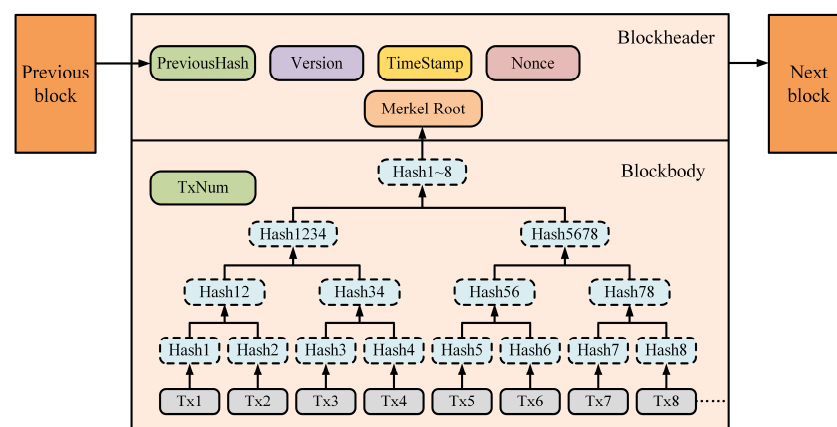 Blockheader
Previous
block
PreviousHash Version TimeStamp Nonce
Next
block
Merkel Root
Blockbody
Hash1~8
TxNum
Hash1234 Hash5678
Hash12 Hash34 Hash56 Hash78
Hash1 Hash2 Hash3 Hash4 Hash5 Hash6 Hash7 Hash8
Tx1 Tx2 Tx3 Tx4 Tx5 Tx6 Tx7 Tx8 ......